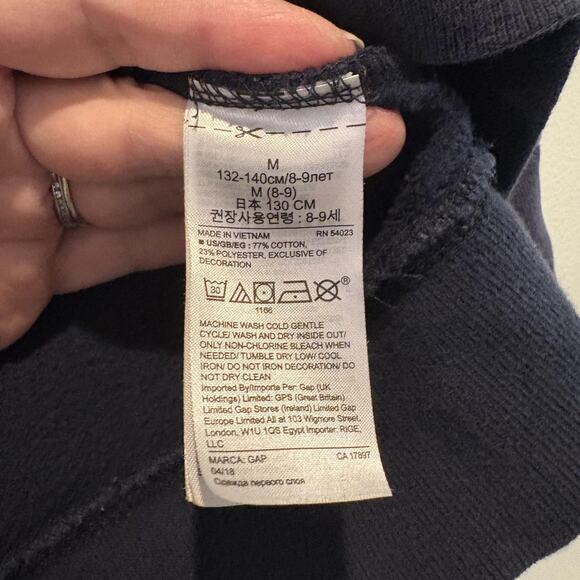 M
132-140см/8-9лет
M (8-9)
日本 130 CM
권장사용연령 : 8-9세
MADE IN VIETNAM RN 54023
■ US/GB/EG : 77% COTTON,
23% POLYESTER, EXCLUSIVE OF
DECORATION
30 ®
1166
MACHINE WASH COLD GENTLE
CYCLE/ WASH AND DRY INSIDE OUT/
ONLY NON-CHLORINE BLEACH WHEN
NEEDED/ TUMBLE DRY LOW/ COOL
IRON/ DO NOT IRON DECORATION/ DO
NOT DRY CLEAN
Imported By/Imports Per: Gap (UK
Holdings) Limited: GPS (Great Britain)
Limited Gap Stores (Ireland) Limited Gap
Europe Limited All at 103 Wigmore Street,
London, W1U 1QS Egypt Importer: RIGE,
LLC
MARCA: GAP CA 17897
04/18
Одежда первого слоя